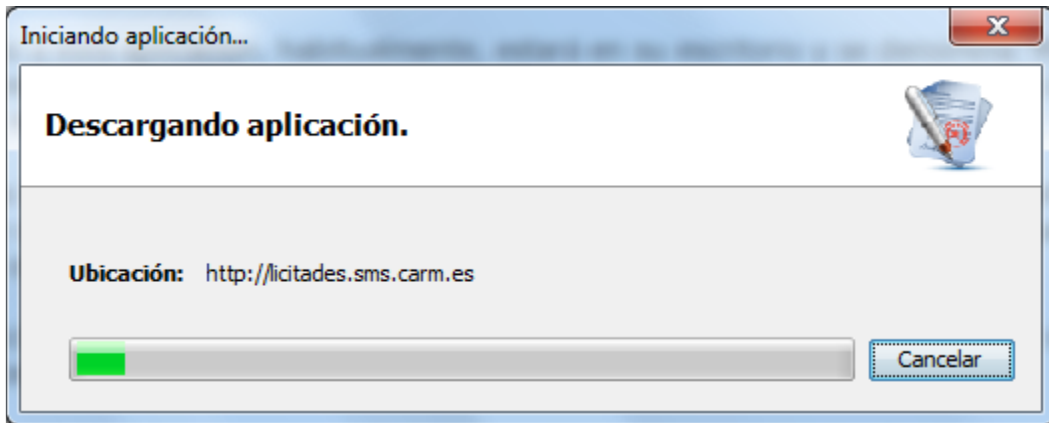 Iniciando aplicación...
Descargando aplicación.
Ubicación: http://licitades.sms.carm.es
Cancelar